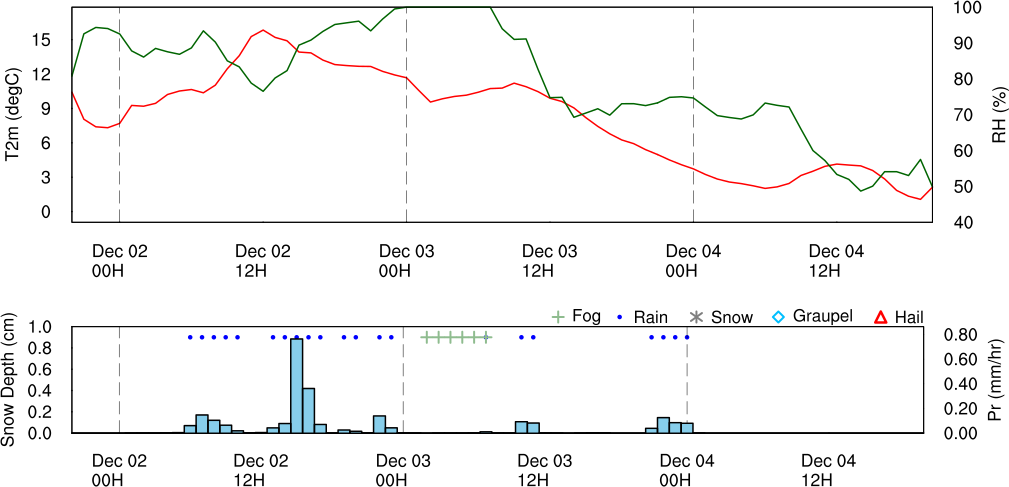 T2m (degC)
15
12
9
6
3
0
100
90
80
70
60
50
40
RH (%)
Dec 02
00H
Dec 02
12H
Dec 03
00H
Dec 03
12H
Dec 04
00H
Dec 04
12H
Fog Rain Snow Graupel Hail
Snow Depth (cm)
1.0
0.8
0.6
0.4
0.2
0.0
0.80
0.60
0.40
0.20
0.00
Pr (mm/hr)
Dec 02
00H
Dec 02
12H
Dec 03
00H
Dec 03
12H
Dec 04
00H
Dec 04
12H